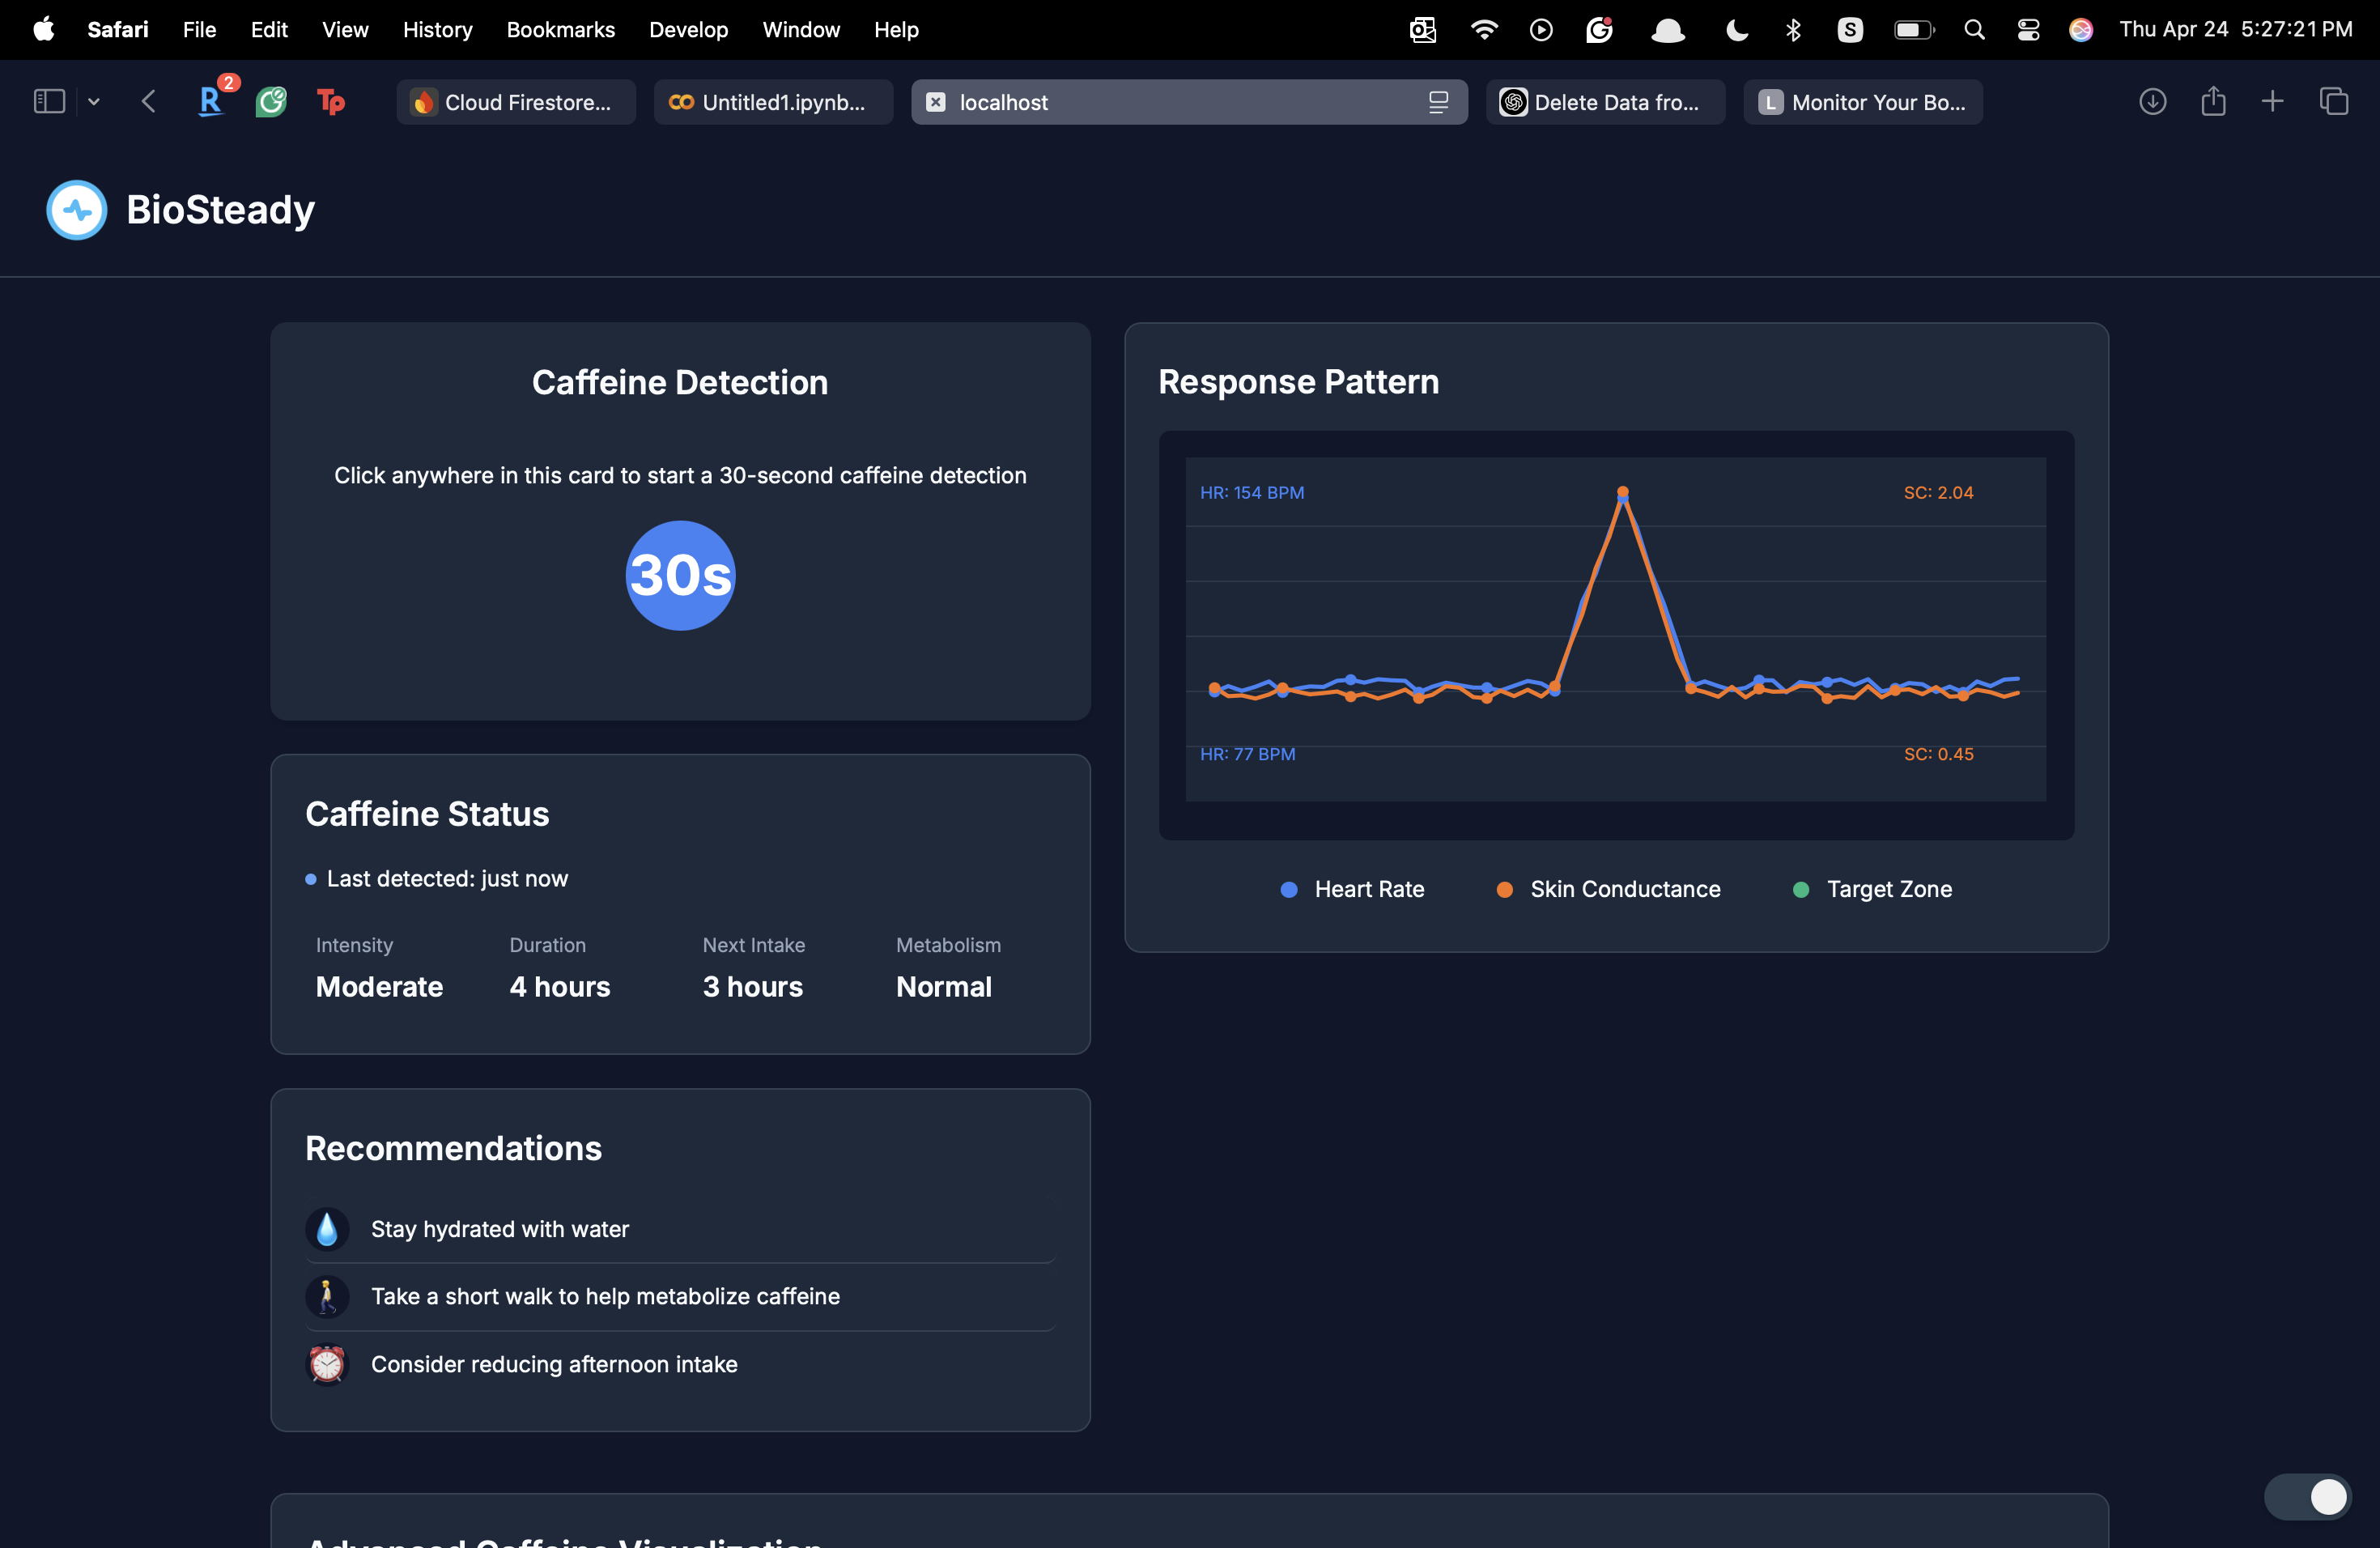 Safari File Edit View History Bookmarks Develop Window Help S Thu Apr 24 5:27:21 PM
R 2 Tp Cloud Firestore... Untitled1.ipynb... localhost Delete Data fro... L Monitor Your Bo...
BioSteady
Caffeine Detection
Click anywhere in this card to start a 30-second caffeine detection
30s
Caffeine Status
Last detected: just now
Intensity Duration Next Intake Metabolism
Moderate 4 hours 3 hours Normal
Recommendations
Stay hydrated with water
Take a short walk to help metabolize caffeine
Consider reducing afternoon intake
Response Pattern
HR: 154 BPM SC: 2.04
HR: 77 BPM SC: 0.45
Heart Rate Skin Conductance Target Zone
Advanced Caffeine Visualization